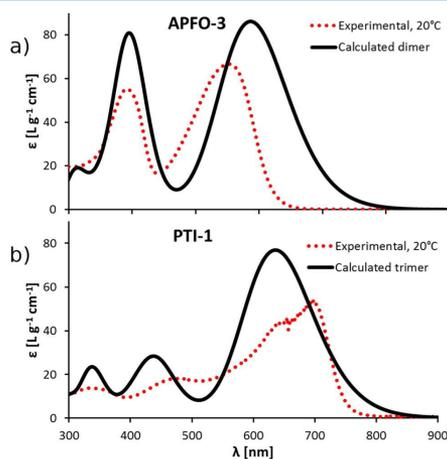 a)
APFO-3
Experimental, 20°C
Calculated dimer
ε [L g⁻¹ cm⁻¹]
80
60
40
20
0
b)
PTI-1
Experimental, 20°C
Calculated trimer
ε [L g⁻¹ cm⁻¹]
80
60
40
20
0
300 400 500 600 700 800 900
λ [nm]